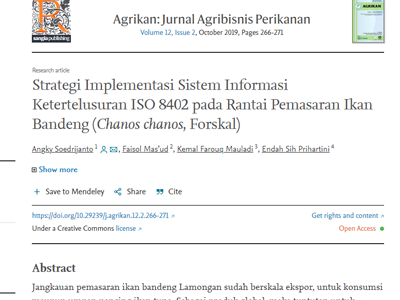 sangia publishing
Agrikan: Jurnal Agribisnis Perikanan
Volume 12, Issue 2, October 2019, Pages 266-271
AGRIKAN
Research article
Strategi Implementasi Sistem Informasi
Ketertelusuran ISO 8402 pada Rantai Pemasaran Ikan
Bandeng (Chanos chanos, Forskal)
Angky Soedrijanto 1, Faisol Mas'ud 2, Kemal Farouq Mauladi 3, Endah Sih Prihartini 4
Show more
Save to Mendeley Share Cite
https://doi.org/10.29239/j.agrikan.12.2.266-271 Get rights and content
Under a Creative Commons license Open Access
Abstract
Jangkauan pemasaran ikan bandeng Lamongan sudah berskala ekspor, untuk konsumsi